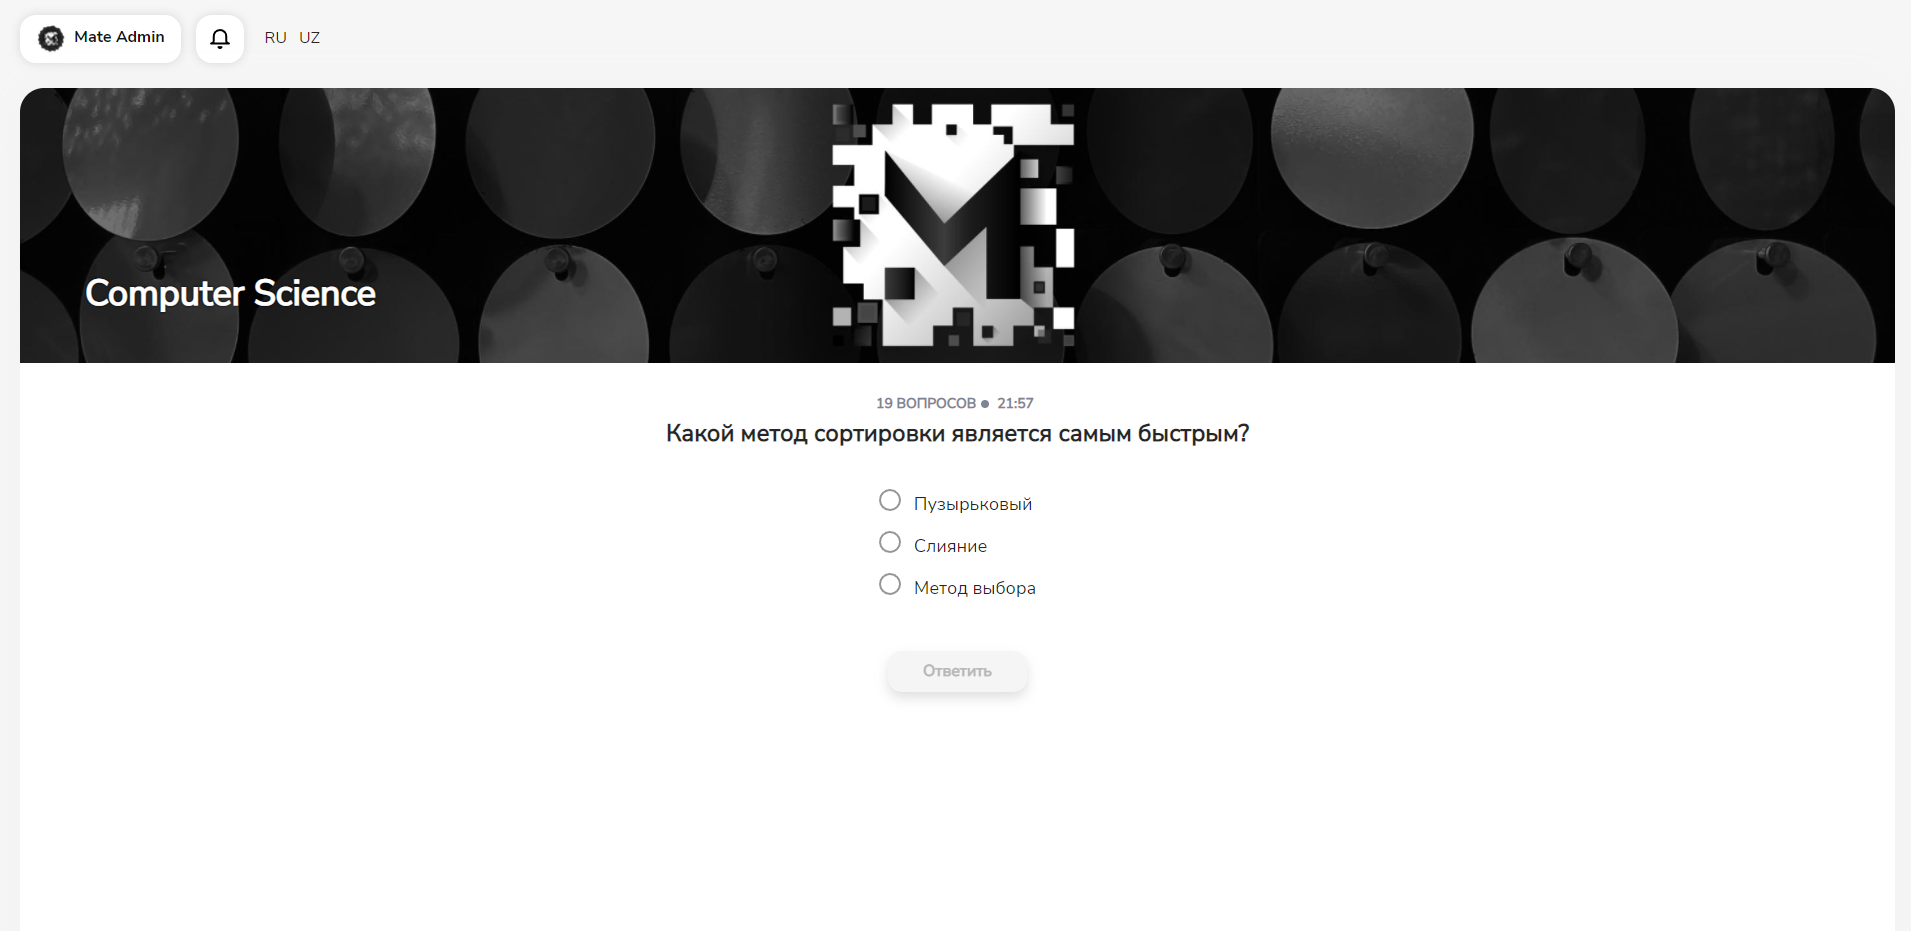 Mate Admin
RU UZ
Computer Science
19 ВОПРОСОВ ● 21:57
Какой метод сортировки является самым быстрым?
Пузырьковый
Слияние
Метод выбора
Ответить